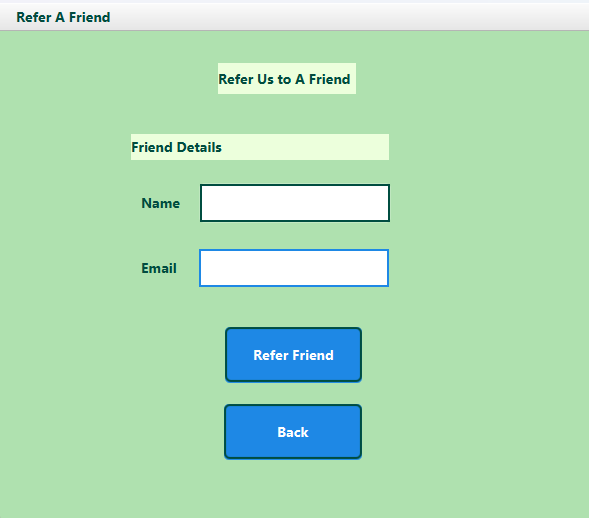 Refer A Friend
Refer Us to A Friend
Friend Details
Name
Email
Refer Friend
Back